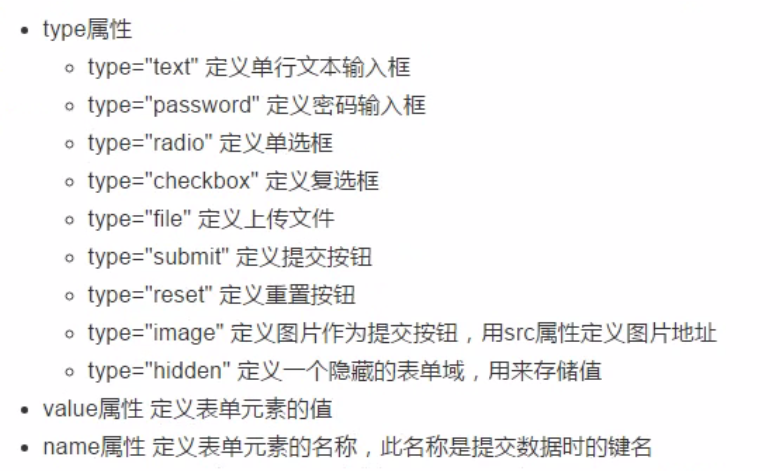 type属性
type="text" 定义单行文本输入框
type="password" 定义密码输入框
type="radio" 定义单选框
type="checkbox" 定义复选框
type="file" 定义上传文件
type="submit" 定义提交按钮
type="reset" 定义重置按钮
type="image" 定义图片作为提交按钮，用src属性定义图片地址
type="hidden" 定义一个隐藏的表单域，用来存储值
value属性 定义表单元素的值
name属性 定义表单元素的名称，此名称是提交数据时的键名